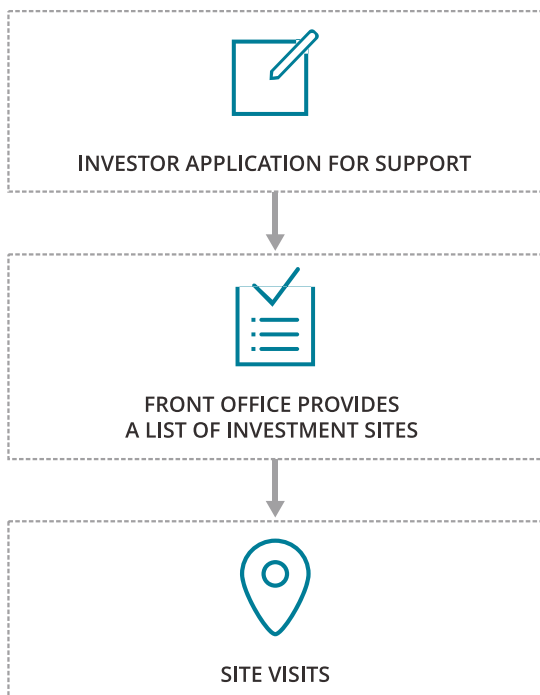 INVESTOR APPLICATION FOR SUPPORT
FRONT OFFICE PROVIDES
A LIST OF INVESTMENT SITES
SITE VISITS